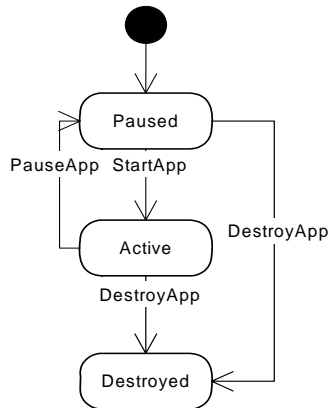 Paused
PauseApp
StartApp
DestroyApp
Active
DestroyApp
Destroyed